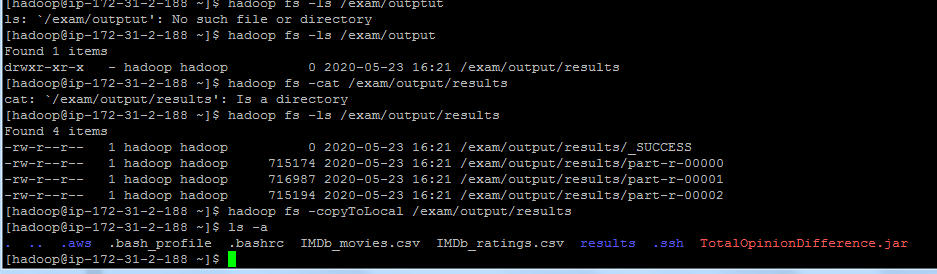 [hadoop@ip-172-31-2-188 ~]$ hadoop fs -ls /exam/outptut
ls: `/exam/outptut': No such file or directory
[hadoop@ip-172-31-2-188 ~]$ hadoop fs -ls /exam/output
Found 1 items
drwxr-xr-x   - hadoop hadoop          0 2020-05-23 16:21 /exam/output/results
[hadoop@ip-172-31-2-188 ~]$ hadoop fs -cat /exam/output/results
cat: `/exam/output/results': Is a directory
[hadoop@ip-172-31-2-188 ~]$ hadoop fs -ls /exam/output/results
Found 4 items
-rw-r--r--   1 hadoop hadoop          0 2020-05-23 16:21 /exam/output/results/_SUCCESS
-rw-r--r--   1 hadoop hadoop     715174 2020-05-23 16:21 /exam/output/results/part-r-00000
-rw-r--r--   1 hadoop hadoop     716987 2020-05-23 16:21 /exam/output/results/part-r-00001
-rw-r--r--   1 hadoop hadoop     715194 2020-05-23 16:21 /exam/output/results/part-r-00002
[hadoop@ip-172-31-2-188 ~]$ hadoop fs -copyToLocal /exam/output/results
[hadoop@ip-172-31-2-188 ~]$ ls -a
.  ..  .aws  .bash_profile  .bashrc  IMDb_movies.csv  IMDb_ratings.csv  results  .ssh  TotalOpinionDifference.jar
[hadoop@ip-172-31-2-188 ~]$